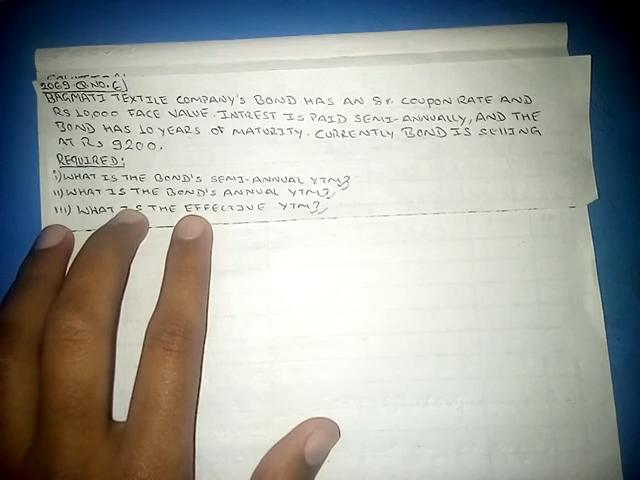 2069 Q.NO.6)
BAGMATI TEXTILE COMPANY'S BOND HAS AN 8% COUPON RATE AND
RS 10,000 FACE VALUE. INTREST IS PAID SEMI-ANNUALLY, AND THE
BOND HAS 10 YEARS OF MATURITY. CURRENTLY BOND IS SELLING
AT RS 9200.
REQUIRED:
i) WHAT IS THE BOND'S SEMI-ANNUAL YTM?
ii) WHAT IS THE BOND'S ANNUAL YTM?
iii) WHAT IS THE EFFECTIVE YTM?